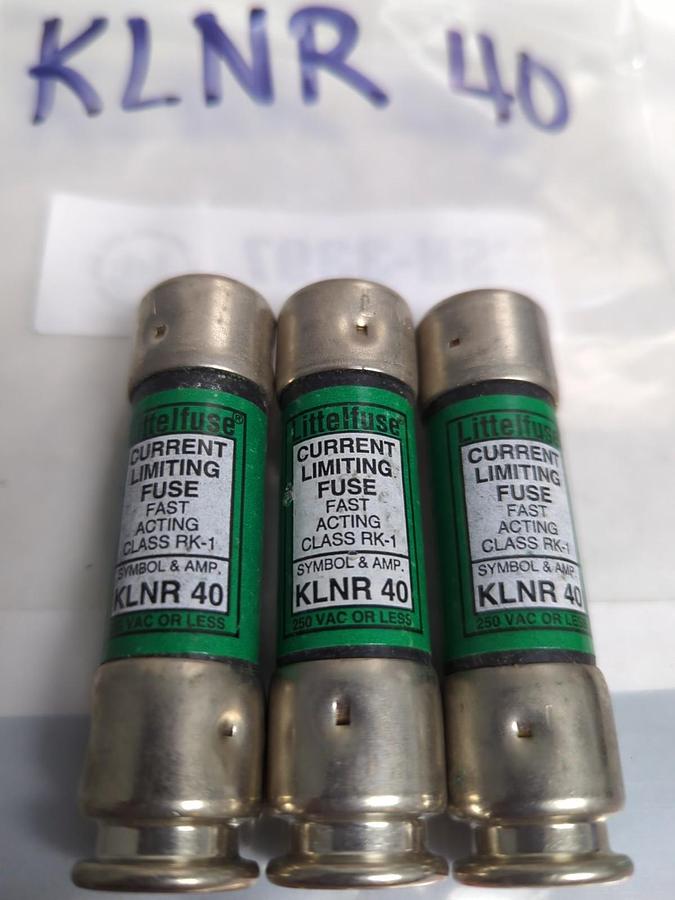 KLNR 40
Littelfuse®
CURRENT
LIMITING
FUSE
FAST
ACTING
CLASS RK-1
SYMBOL & AMP.
KLNR 40
VAC OR LESS
Littelfuse
CURRENT
LIMITING
FUSE
FAST
ACTING
CLASS RK-1
SYMBOL & AMP.
KLNR 40
250 VAC OR LESS
Littelfuse
CURRENT
LIMITING
FUSE
FAST
ACTING
CLASS RK-1
SYMBOL & AMP.
KLNR 40
250 VAC OR LESS